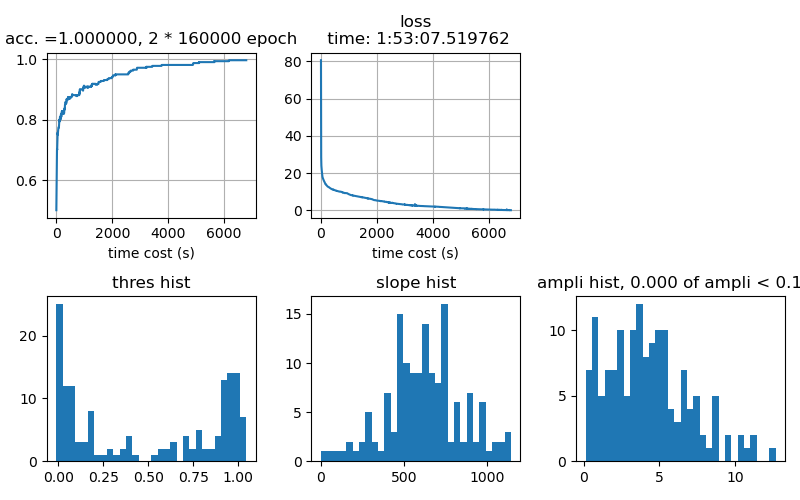 acc. =1.000000, 2 * 160000 epoch
1.0
0.8
0.6
0 2000 4000 6000
time cost (s)
loss
time: 1:53:07.519762
80
60
40
20
0
0 2000 4000 6000
time cost (s)
thres hist
20
10
0
0.00 0.25 0.50 0.75 1.00
slope hist
15
10
5
0
0 500 1000
ampli hist, 0.000 of ampli < 0.1
10
5
0
0 5 10